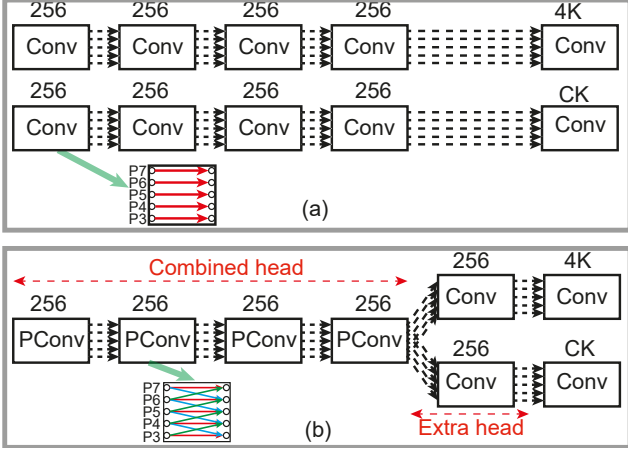 256 256 256 256 4K
Conv Conv Conv Conv Conv
256 256 256 256 CK
Conv Conv Conv Conv Conv
P7
P6
P5
P4
P3
(a)
Combined head
256 4K
Conv Conv
256 256 256 256
PConv PConv PConv PConv
256 CK
Conv Conv
P7
P6
P5
P4
P3
Extra head
(b)